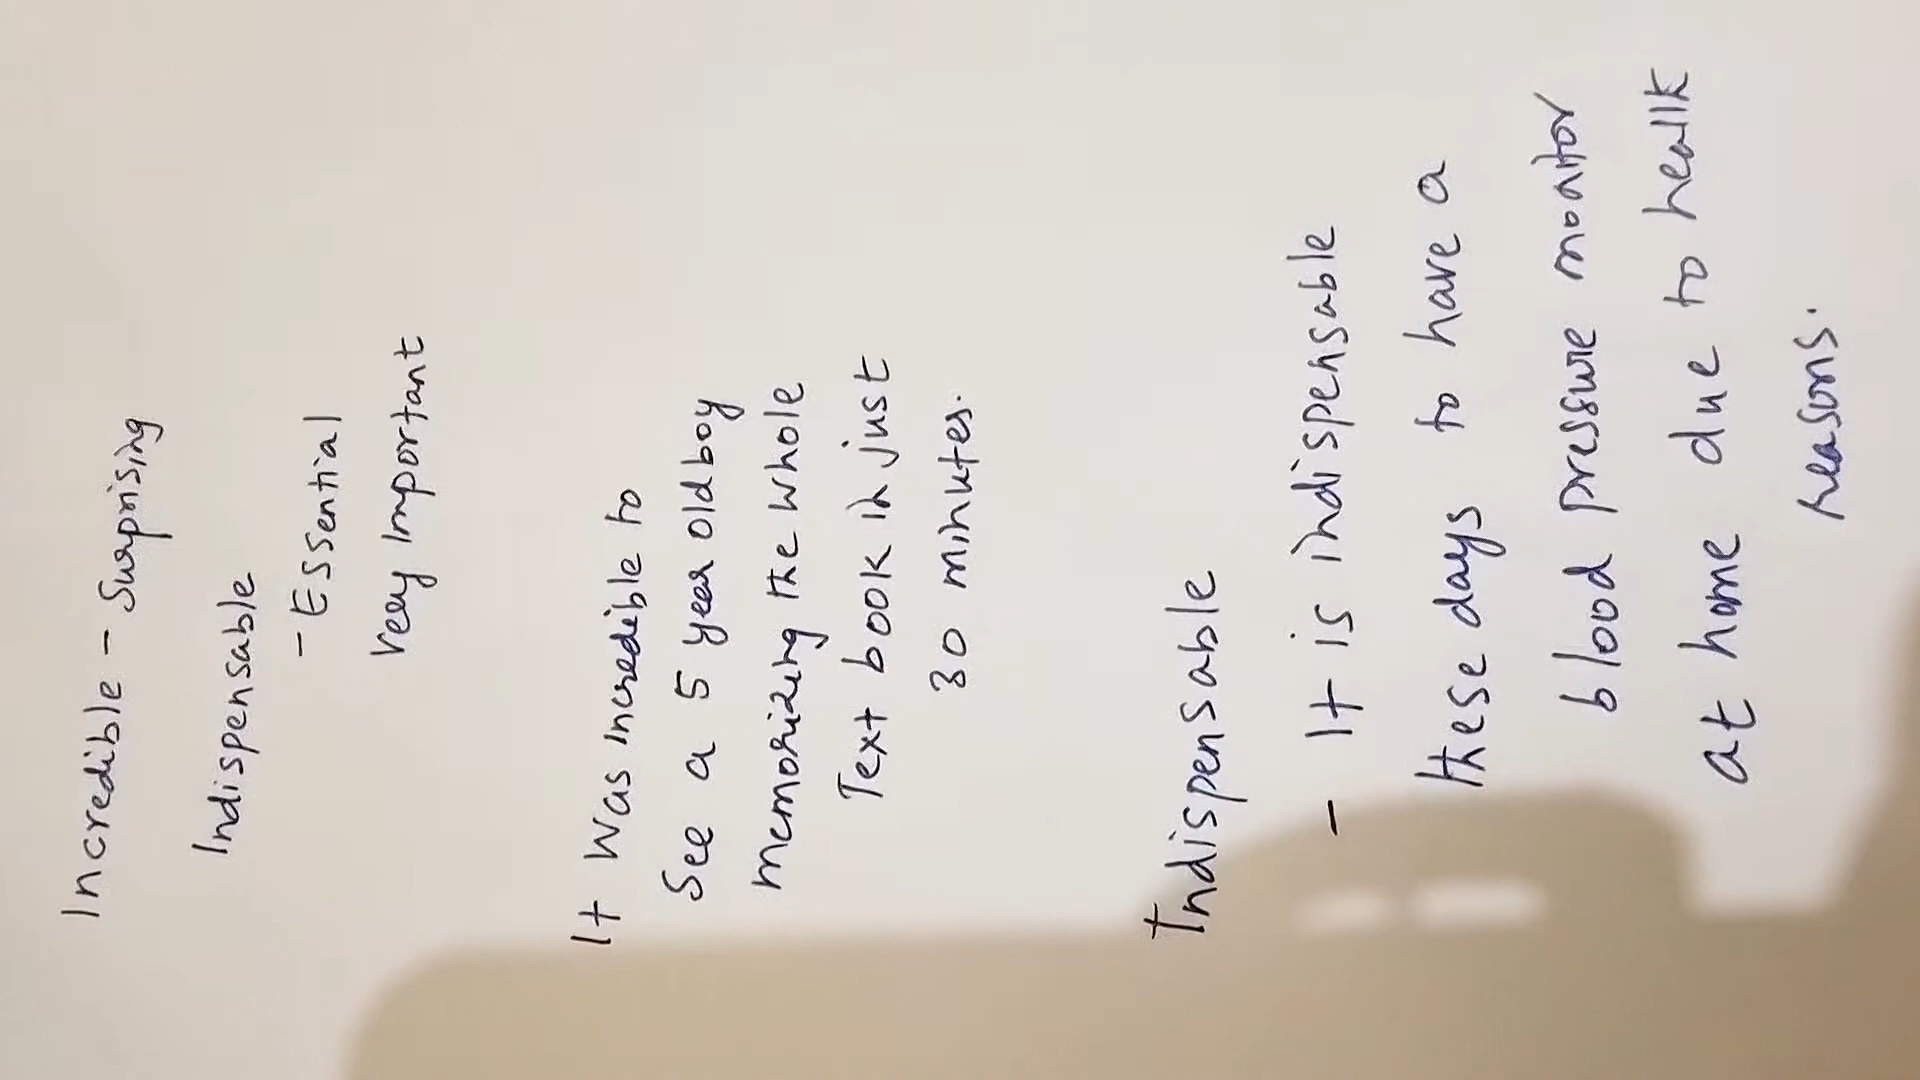 Incredible - Surprising
Indispensable
- Essential
very important
It was incredible to
See a 5 year old boy
memorizing the whole
Text book in just
30 minutes.
Indispensable
- It is indispensable
these days to have a
blood pressure monitor
at home due to health
reasons.